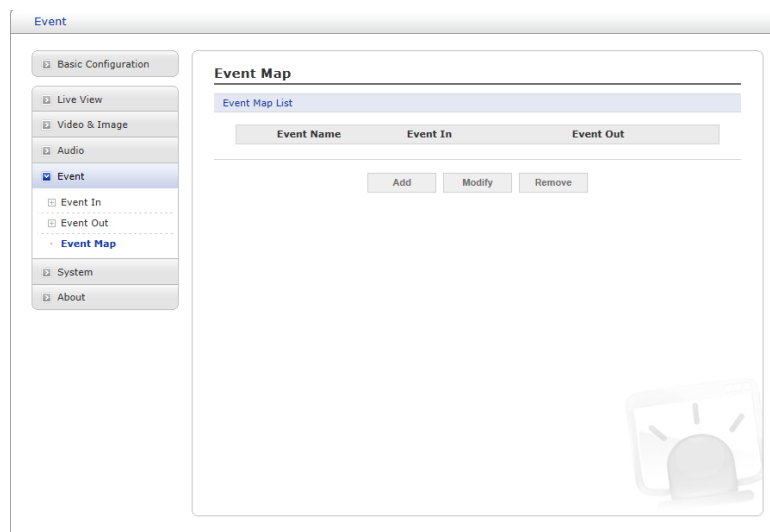 Event
Basic Configuration
Live View
Video & Image
Audio
Event
Event In
Event Out
Event Map
System
About
Event Map
Event Map List
Event Name Event In Event Out
Add Modify Remove